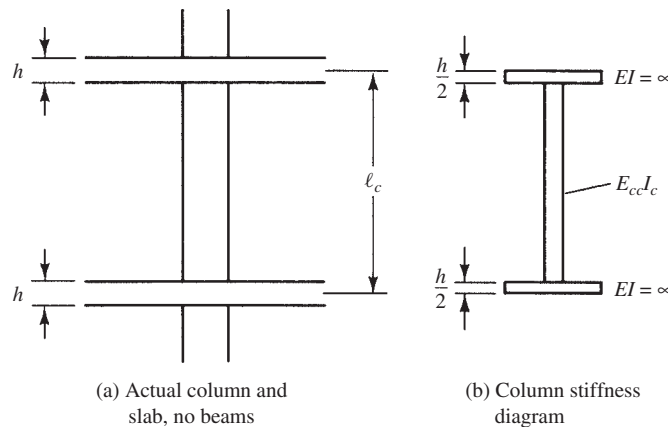 h
h
ℓc
(a) Actual column and
slab, no beams
h
2
EI = ∝
EccIc
h
2
EI = ∝
(b) Column stiffness
diagram